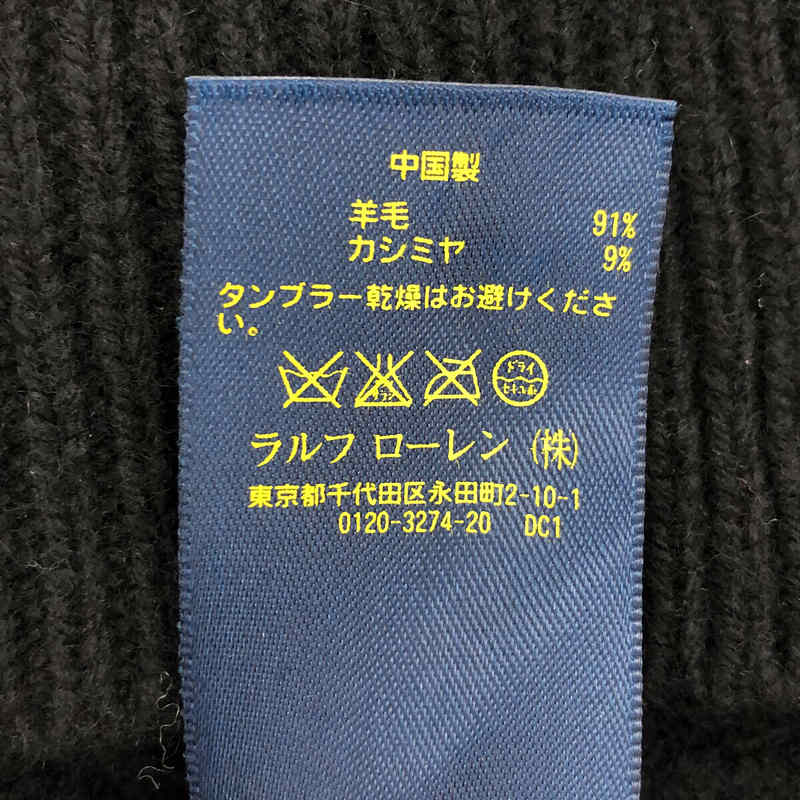 中国製
羊毛 91%
カシミヤ 9%
タンブラー乾燥はお避けくださ
い。
ドライ
ラルフ ローレン (株)
東京都千代田区永田町2-10-1
0120-3274-20 DC1